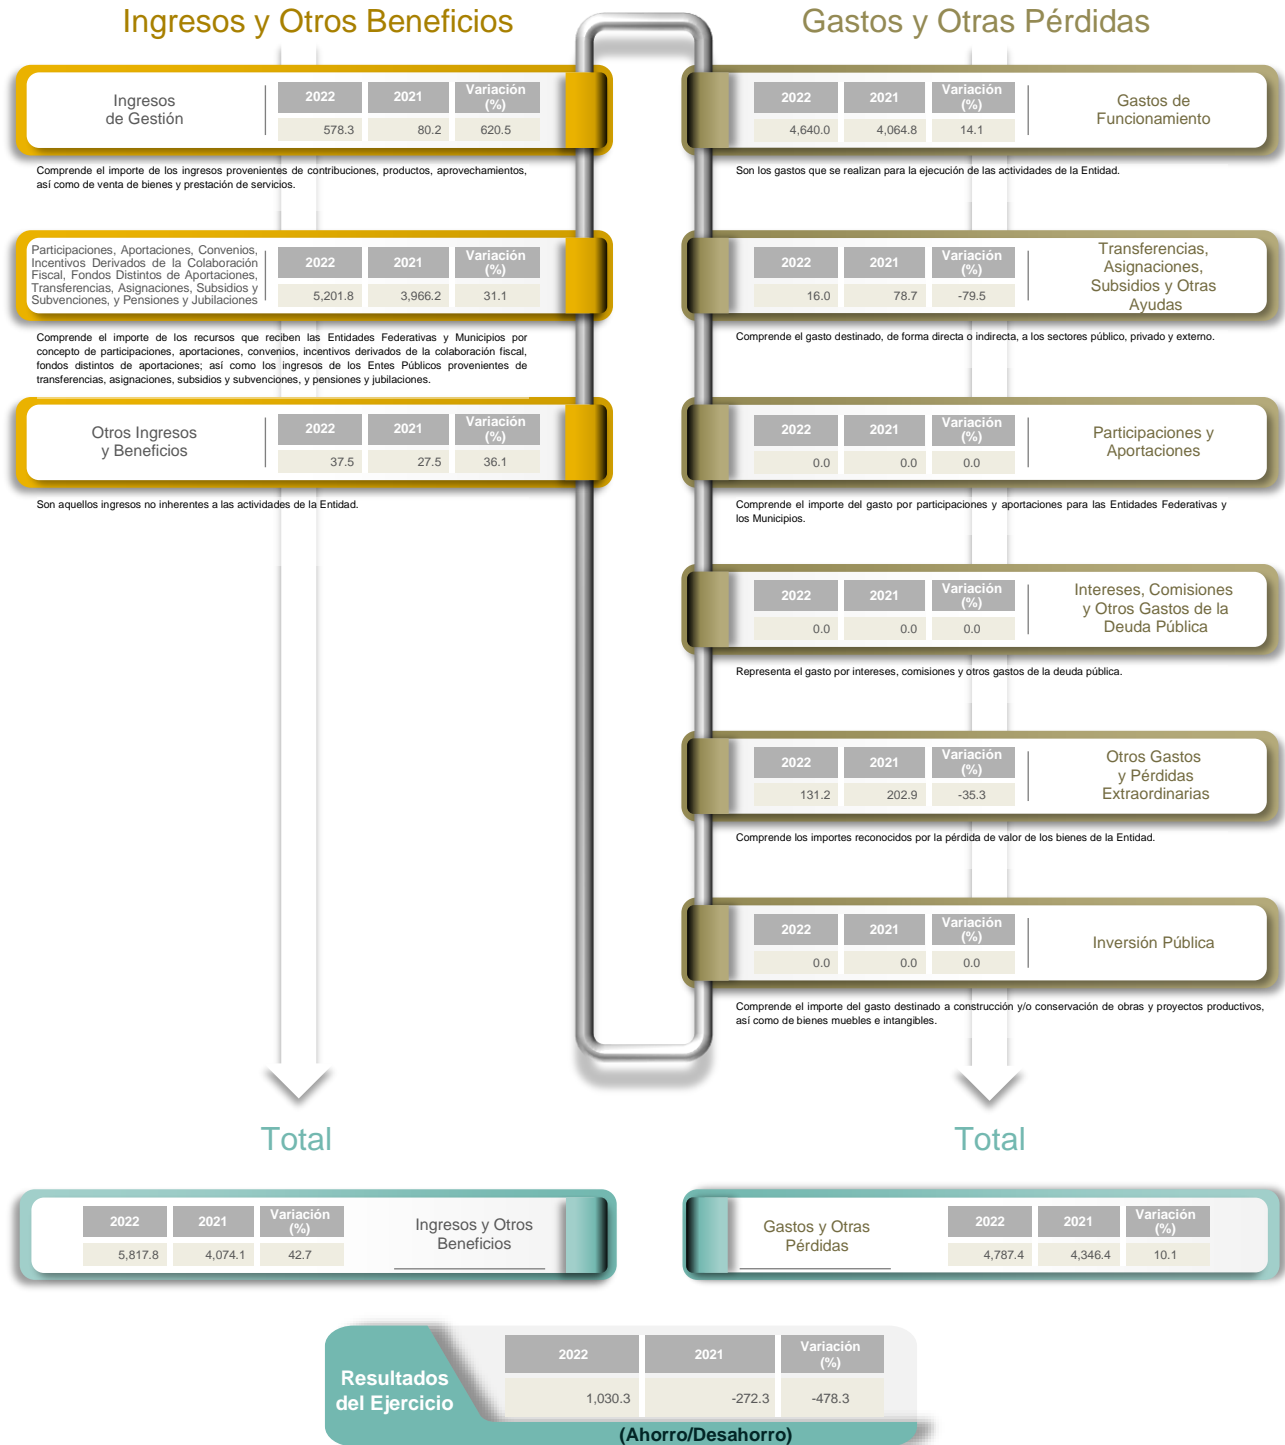 Ingresos y Otros Beneficios
Ingresos
de Gestión
2022 2021 Variación
(%)
578.3 80.2 620.5
Comprende el importe de los ingresos provenientes de contribuciones, productos, aprovechamientos,
así como de venta de bienes y prestación de servicios.
Participaciones, Aportaciones, Convenios,
Incentivos Derivados de la Colaboración
Fiscal, Fondos Distintos de Aportaciones,
Transferencias, Asignaciones, Subsidios y
Subvenciones, y Pensiones y Jubilaciones
2022 2021 Variación
(%)
5,201.8 3,966.2 31.1
Comprende el importe de los recursos que reciben las Entidades Federativas y Municipios por
concepto de participaciones, aportaciones, convenios, incentivos derivados de la colaboración fiscal,
fondos distintos de aportaciones; así como los ingresos de los Entes Públicos provenientes de
transferencias, asignaciones, subsidios y subvenciones, y pensiones y jubilaciones.
Otros Ingresos
y Beneficios
2022 2021 Variación
(%)
37.5 27.5 36.1
Son aquellos ingresos no inherentes a las actividades de la Entidad.
Gastos y Otras Pérdidas
2022 2021 Variación
(%)
4,640.0 4,064.8 14.1
Gastos de
Funcionamiento
Son los gastos que se realizan para la ejecución de las actividades de la Entidad.
2022 2021 Variación
(%)
16.0 78.7 -79.5
Transferencias,
Asignaciones,
Subsidios y Otras
Ayudas
Comprende el gasto destinado, de forma directa o indirecta, a los sectores público, privado y externo.
2022 2021 Variación
(%)
0.0 0.0 0.0
Participaciones y
Aportaciones
Comprende el importe del gasto por participaciones y aportaciones para las Entidades Federativas y
los Municipios.
2022 2021 Variación
(%)
0.0 0.0 0.0
Intereses, Comisiones
y Otros Gastos de la
Deuda Pública
Representa el gasto por intereses, comisiones y otros gastos de la deuda pública.
2022 2021 Variación
(%)
131.2 202.9 -35.3
Otros Gastos
y Pérdidas
Extraordinarias
Comprende los importes reconocidos por la pérdida de valor de los bienes de la Entidad.
2022 2021 Variación
(%)
0.0 0.0 0.0
Inversión Pública
Comprende el importe del gasto destinado a construcción y/o conservación de obras y proyectos productivos,
así como de bienes muebles e intangibles.
Total
2022 2021 Variación
(%)
5,817.8 4,074.1 42.7
Ingresos y Otros
Beneficios
Total
Gastos y Otras
Pérdidas
2022 2021 Variación
(%)
4,787.4 4,346.4 10.1
Resultados
del Ejercicio
2022 2021 Variación
(%)
1,030.3 -272.3 -478.3
(Ahorro/Desahorro)